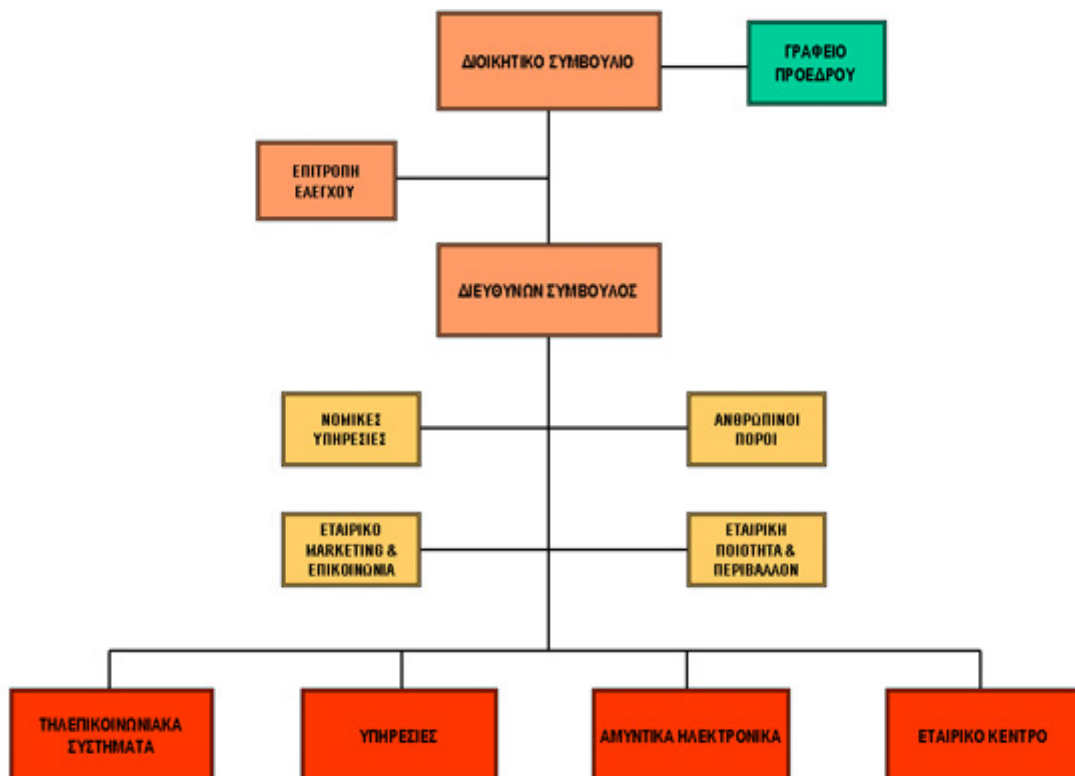 ΔΙΟΙΚΗΤΙΚΟ ΣΥΜΒΟΥΛΙΟ
ΓΡΑΦΕΙΟ
ΠΡΟΕΔΡΟΥ
ΕΠΙΤΡΟΠΗ
ΕΛΕΓΧΟΥ
ΔΙΕΥΘΥΝΩΝ ΣΥΜΒΟΥΛΟΣ
ΝΟΜΙΚΕΣ
ΥΠΗΡΕΣΙΕΣ
ΑΝΘΡΩΠΙΝΟΙ
ΠΟΡΟΙ
ΕΤΑΙΡΙΚΟ
MARKETING &
ΕΠΙΚΟΙΝΩΝΙΑ
ΕΤΑΙΡΙΚΗ
ΠΟΙΟΤΗΤΑ &
ΠΕΡΙΒΑΛΛΟΝ
ΤΗΛΕΠΙΚΟΙΝΩΝΙΑΚΑ
ΣΥΣΤΗΜΑΤΑ
ΥΠΗΡΕΣΙΕΣ
ΑΜΥΝΤΙΚΑ ΗΛΕΚΤΡΟΝΙΚΑ
ΕΤΑΙΡΙΚΟ ΚΕΝΤΡΟ